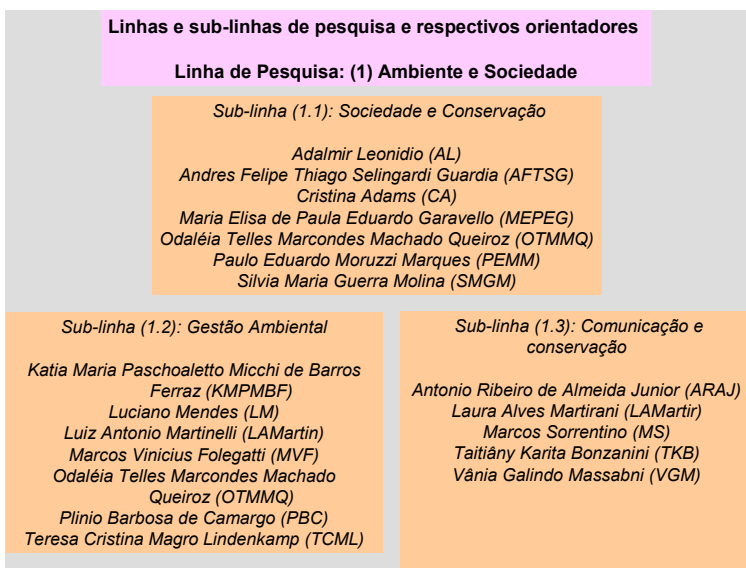 Linhas e sub-linhas de pesquisa e respectivos orientadores
Linha de Pesquisa: (1) Ambiente e Sociedade
Sub-linha (1.1): Sociedade e Conservação
Adalmir Leonidio (AL)
Andres Felipe Thiago Selingardi Guardia (AFTSG)
Cristina Adams (CA)
Maria Elisa de Paula Eduardo Garavello (MEPEG)
Odaléia Telles Marcondes Machado Queiroz (OTMMQ)
Paulo Eduardo Moruzzi Marques (PEMM)
Silvia Maria Guerra Molina (SMGM)
Sub-linha (1.2): Gestão Ambiental
Katia Maria Paschoaletto Micchi de Barros
Ferraz (KMPMBF)
Luciano Mendes (LM)
Luiz Antonio Martinelli (LAMartin)
Marcos Vinicius Folegatti (MVF)
Odaléia Telles Marcondes Machado
Queiroz (OTMMQ)
Plinio Barbosa de Camargo (PBC)
Teresa Cristina Magro Lindenkamp (TCML)
Sub-linha (1.3): Comunicação e
conservação
Antonio Ribeiro de Almeida Junior (ARAJ)
Laura Alves Martirani (LAMartir)
Marcos Sorrentino (MS)
Taitiâny Karita Bonzanini (TKB)
Vânia Galindo Massabni (VGM)